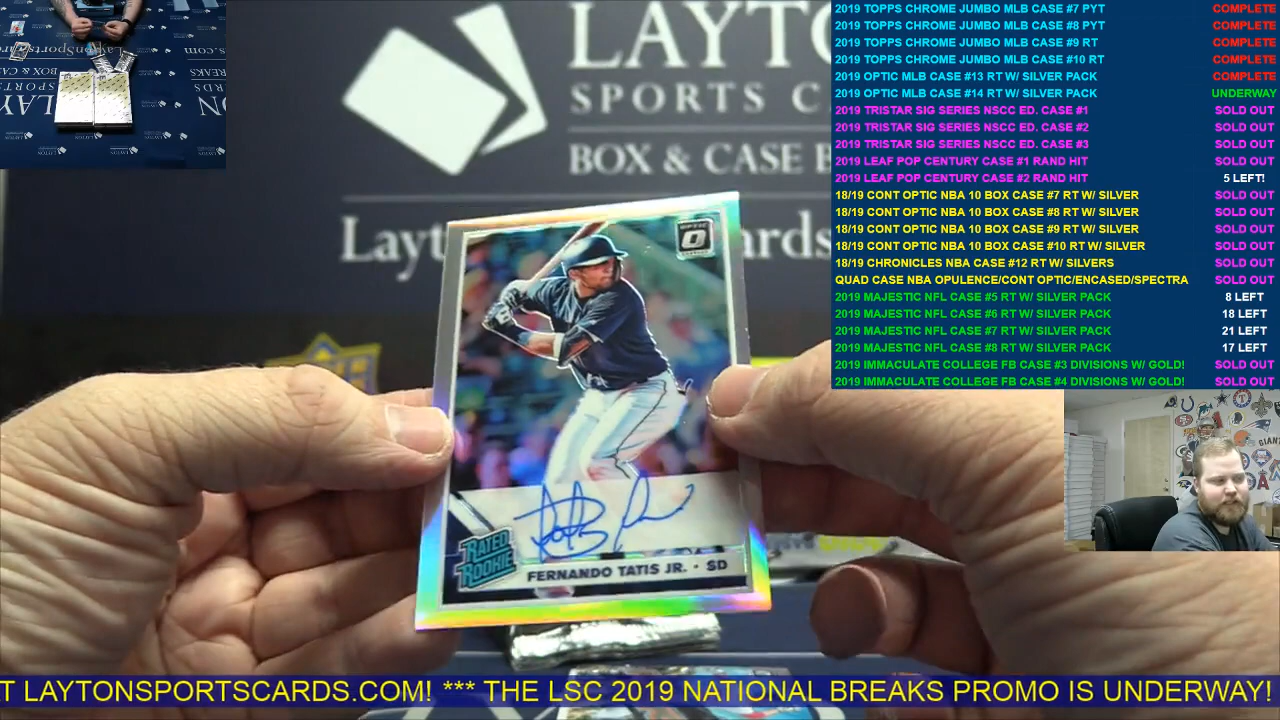 LAYTON
SPORTS C
BOX & CASE B
Layt ards
OPTIC
RATED
ROOKIE
FERNANDO TATIS JR. • SD
2019 TOPPS CHROME JUMBO MLB CASE #7 PYT COMPLETE
2019 TOPPS CHROME JUMBO MLB CASE #8 PYT COMPLETE
2019 TOPPS CHROME JUMBO MLB CASE #9 RT COMPLETE
2019 TOPPS CHROME JUMBO MLB CASE #10 RT COMPLETE
2019 OPTIC MLB CASE #13 RT W/ SILVER PACK COMPLETE
2019 OPTIC MLB CASE #14 RT W/ SILVER PACK UNDERWAY
2019 TRISTAR SIG SERIES NSCC ED. CASE #1 SOLD OUT
2019 TRISTAR SIG SERIES NSCC ED. CASE #2 SOLD OUT
2019 TRISTAR SIG SERIES NSCC ED. CASE #3 SOLD OUT
2019 LEAF POP CENTURY CASE #1 RAND HIT SOLD OUT
2019 LEAF POP CENTURY CASE #2 RAND HIT 5 LEFT!
18/19 CONT OPTIC NBA 10 BOX CASE #7 RT W/ SILVER SOLD OUT
18/19 CONT OPTIC NBA 10 BOX CASE #8 RT W/ SILVER SOLD OUT
18/19 CONT OPTIC NBA 10 BOX CASE #9 RT W/ SILVER SOLD OUT
18/19 CONT OPTIC NBA 10 BOX CASE #10 RT W/ SILVER SOLD OUT
18/19 CHRONICLES NBA CASE #12 RT W/ SILVERS SOLD OUT
QUAD CASE NBA OPULENCE/CONT OPTIC/ENCASED/SPECTRA SOLD OUT
2019 MAJESTIC NFL CASE #5 RT W/ SILVER PACK 8 LEFT
2019 MAJESTIC NFL CASE #6 RT W/ SILVER PACK 18 LEFT
2019 MAJESTIC NFL CASE #7 RT W/ SILVER PACK 21 LEFT
2019 MAJESTIC NFL CASE #8 RT W/ SILVER PACK 17 LEFT
2019 IMMACULATE COLLEGE FB CASE #3 DIVISIONS W/ GOLD! SOLD OUT
2019 IMMACULATE COLLEGE FB CASE #4 DIVISIONS W/ GOLD! SOLD OUT
T LAYTONSPORTSCARDS.COM! *** THE LSC 2019 NATIONAL BREAKS PROMO IS UNDERWAY!